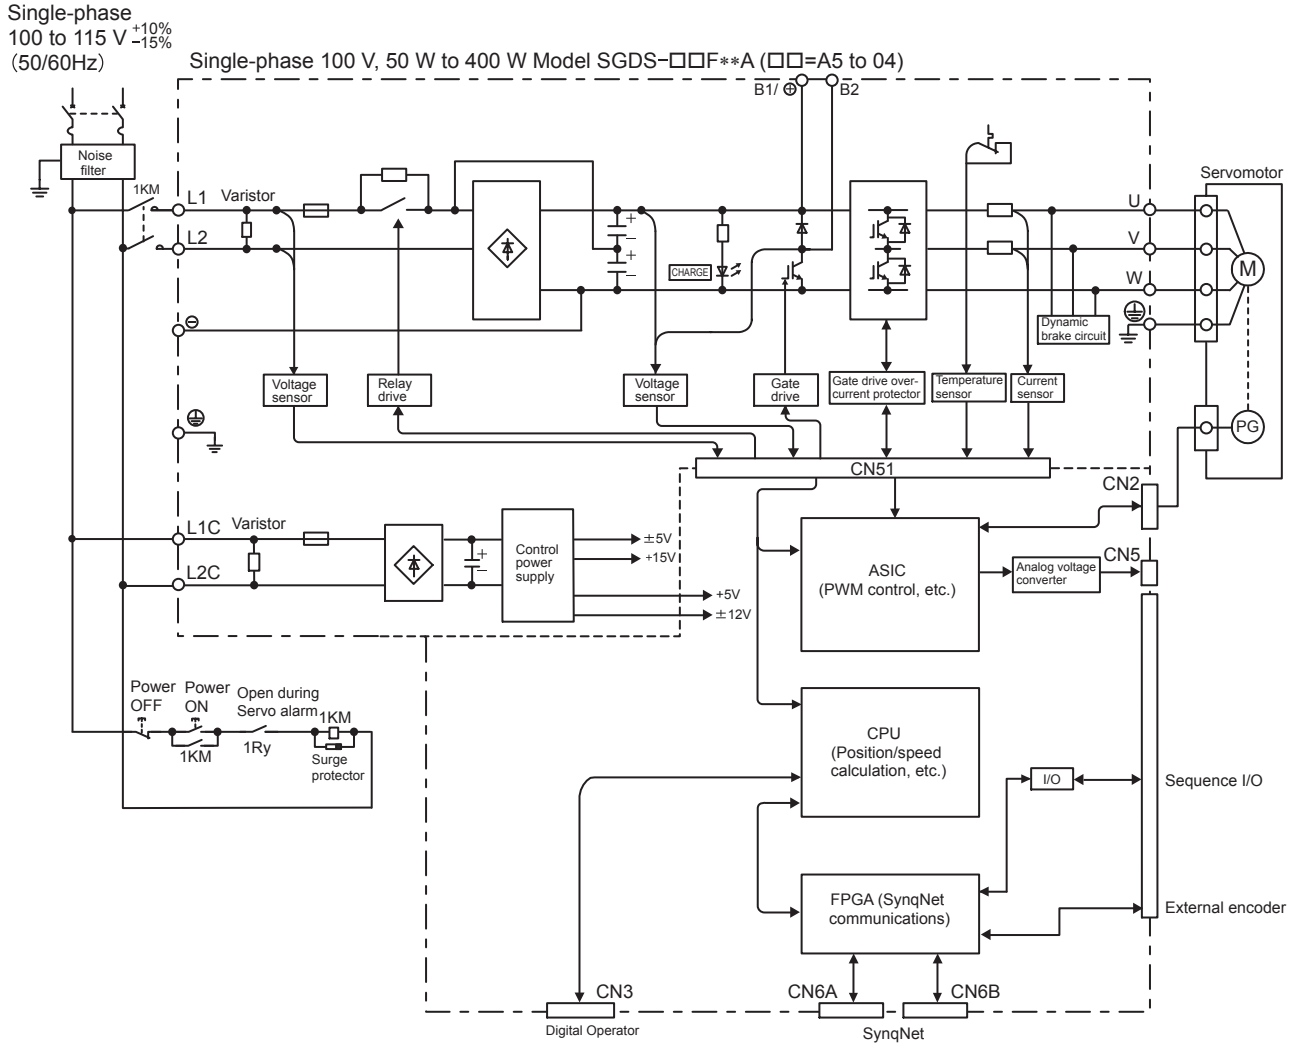 Single-phase
100 to 115 V +10% −15%
(50/60Hz)
Single-phase 100 V, 50 W to 400 W Model SGDS−□□F**A (□□=A5 to 04)
B1/ ⊕
B2
Noise
filter
1KM
L1
Varistor
L2
CHARGE
+
−
+
−
U
V
W
Servomotor
M
Dynamic
brake circuit
⊖
Voltage
sensor
Relay
drive
Voltage
sensor
Gate
drive
Gate drive over-
current protector
Temperature
sensor
Current
sensor
PG
CN51
CN2
L1C
Varistor
L2C
+
−
Control
power
supply
±5V
+15V
+5V
±12V
ASIC
(PWM control, etc.)
Analog voltage
converter
CN5
Power
OFF
Power
ON
Open during
Servo alarm
1KM
1KM
1Ry
Surge
protector
CPU
(Position/speed
calculation, etc.)
I/O
Sequence I/O
FPGA (SynqNet
communications)
External encoder
CN3
CN6A
CN6B
Digital Operator
SynqNet